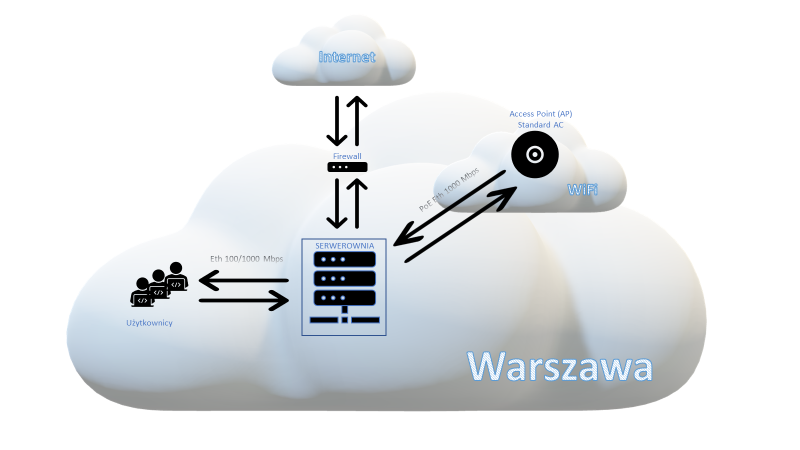 Internet
Access Point (AP)
Standard AC
Firewall
WiFi
PoE Eth 1000 Mbps
SERWEROWNIA
Eth 100/1000 Mbps
Użytkownicy
Warszawa